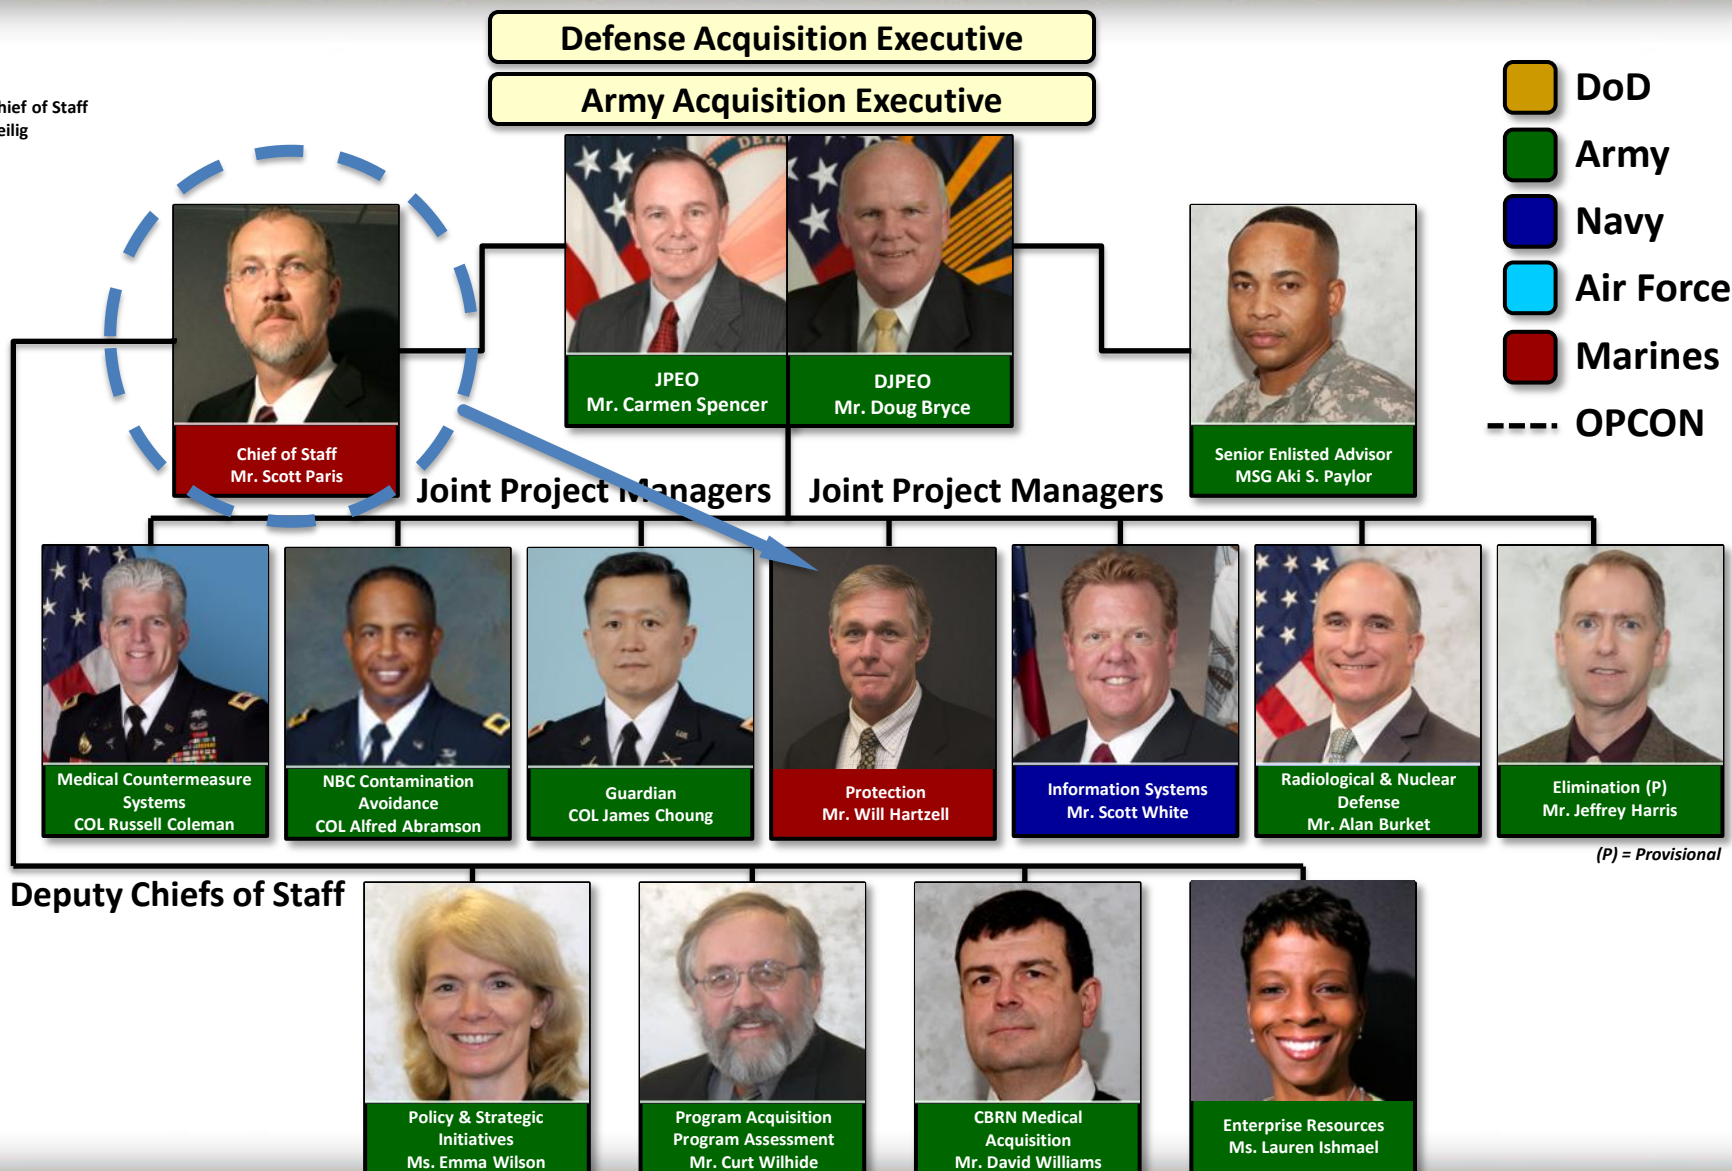 Defense Acquisition Executive
Army Acquisition Executive
hief of Staff
eilig
DoD
Army
Navy
Air Force
Marines
OPCON
JPEO
Mr. Carmen Spencer
DJPEO
Mr. Doug Bryce
Chief of Staff
Mr. Scott Paris
Senior Enlisted Advisor
MSG Aki S. Paylor
Joint Project Managers
Joint Project Managers
Medical Countermeasure
Systems
COL Russell Coleman
NBC Contamination
Avoidance
COL Alfred Abramson
Guardian
COL James Choung
Protection
Mr. Will Hartzell
Information Systems
Mr. Scott White
Radiological & Nuclear
Defense
Mr. Alan Burket
Elimination (P)
Mr. Jeffrey Harris
(P) = Provisional
Deputy Chiefs of Staff
Policy & Strategic
Initiatives
Ms. Emma Wilson
Program Acquisition
Program Assessment
Mr. Curt Wilhide
CBRN Medical
Acquisition
Mr. David Williams
Enterprise Resources
Ms. Lauren Ishmael